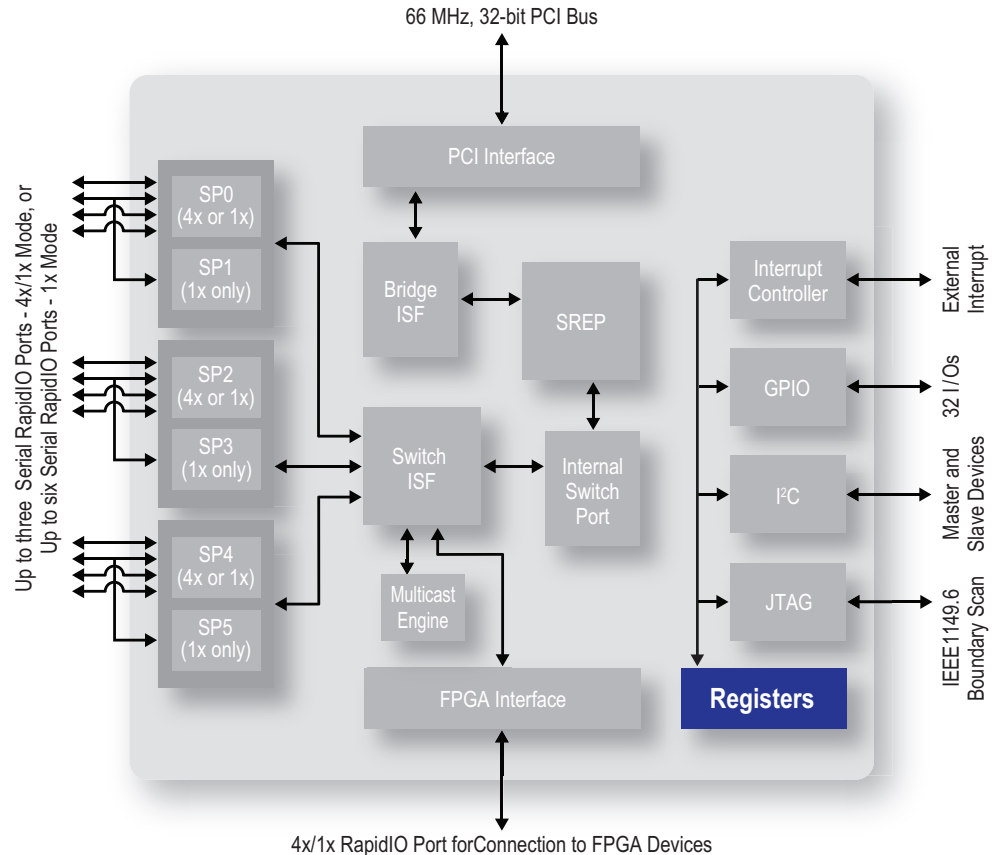 66 MHz, 32-bit PCI Bus
PCI Interface
Up to three Serial RapidIO Ports - 4x/1x Mode, or
Up to six Serial RapidIO Ports - 1x Mode
SP0
(4x or 1x)
SP1
(1x only)
SP2
(4x or 1x)
SP3
(1x only)
SP4
(4x or 1x)
SP5
(1x only)
Bridge
ISF
SREP
Switch
ISF
Internal
Switch
Port
Multicast
Engine
FPGA Interface
Interrupt
Controller
GPIO
I²C
JTAG
Registers
External
Interrupt
32 I/Os
Master and
Slave Devices
IEEE1149.6
Boundary Scan
4x/1x RapidIO Port forConnection to FPGA Devices